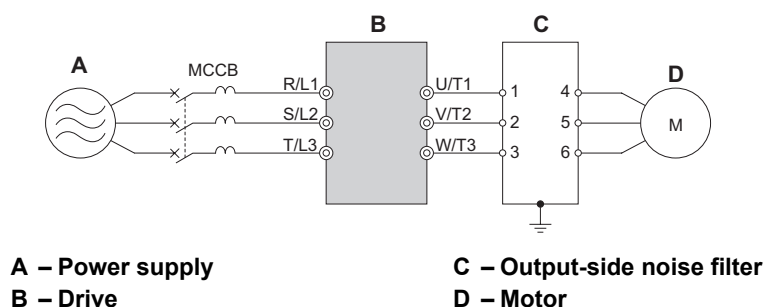 A
B
C
D
MCCB
R/L1
S/L2
T/L3
U/T1
V/T2
W/T3
1
2
3
4
5
6
M
A – Power supply
B – Drive
C – Output-side noise filter
D – Motor